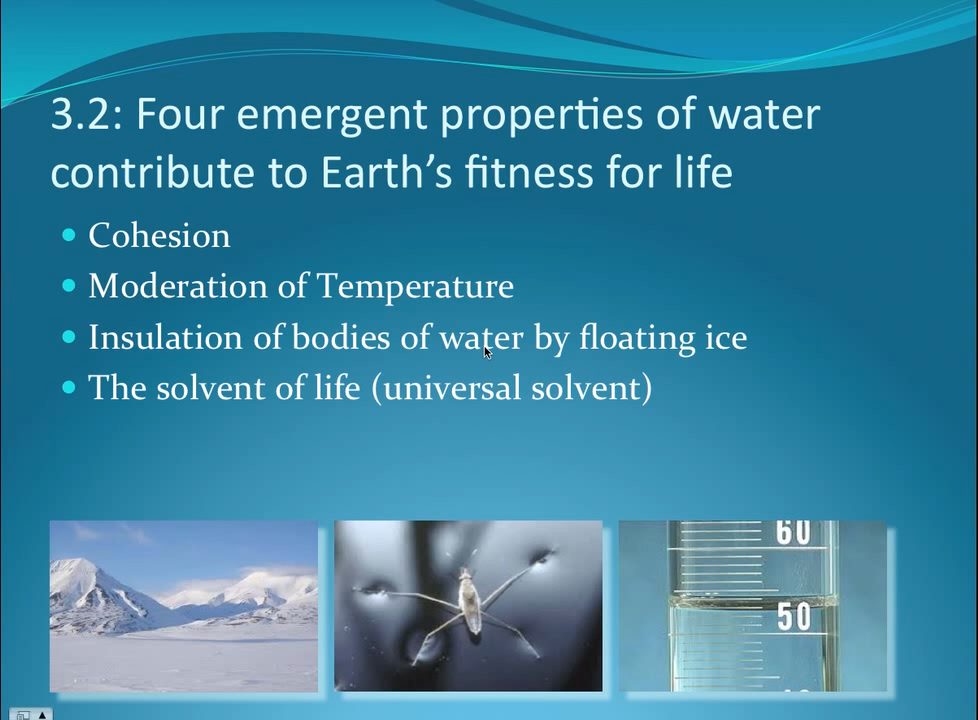 3.2: Four emergent properties of water
contribute to Earth’s fitness for life
Cohesion
Moderation of Temperature
Insulation of bodies of water by floating ice
The solvent of life (universal solvent)
60
50